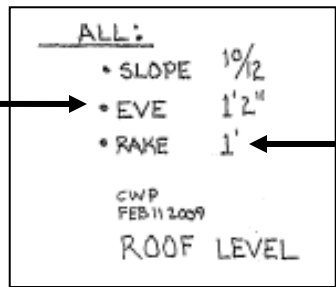 ALL:
• SLOPE 10/12
• EVE 1'2"
• RAKE 1'
CWP
FEB 11 2009
ROOF LEVEL